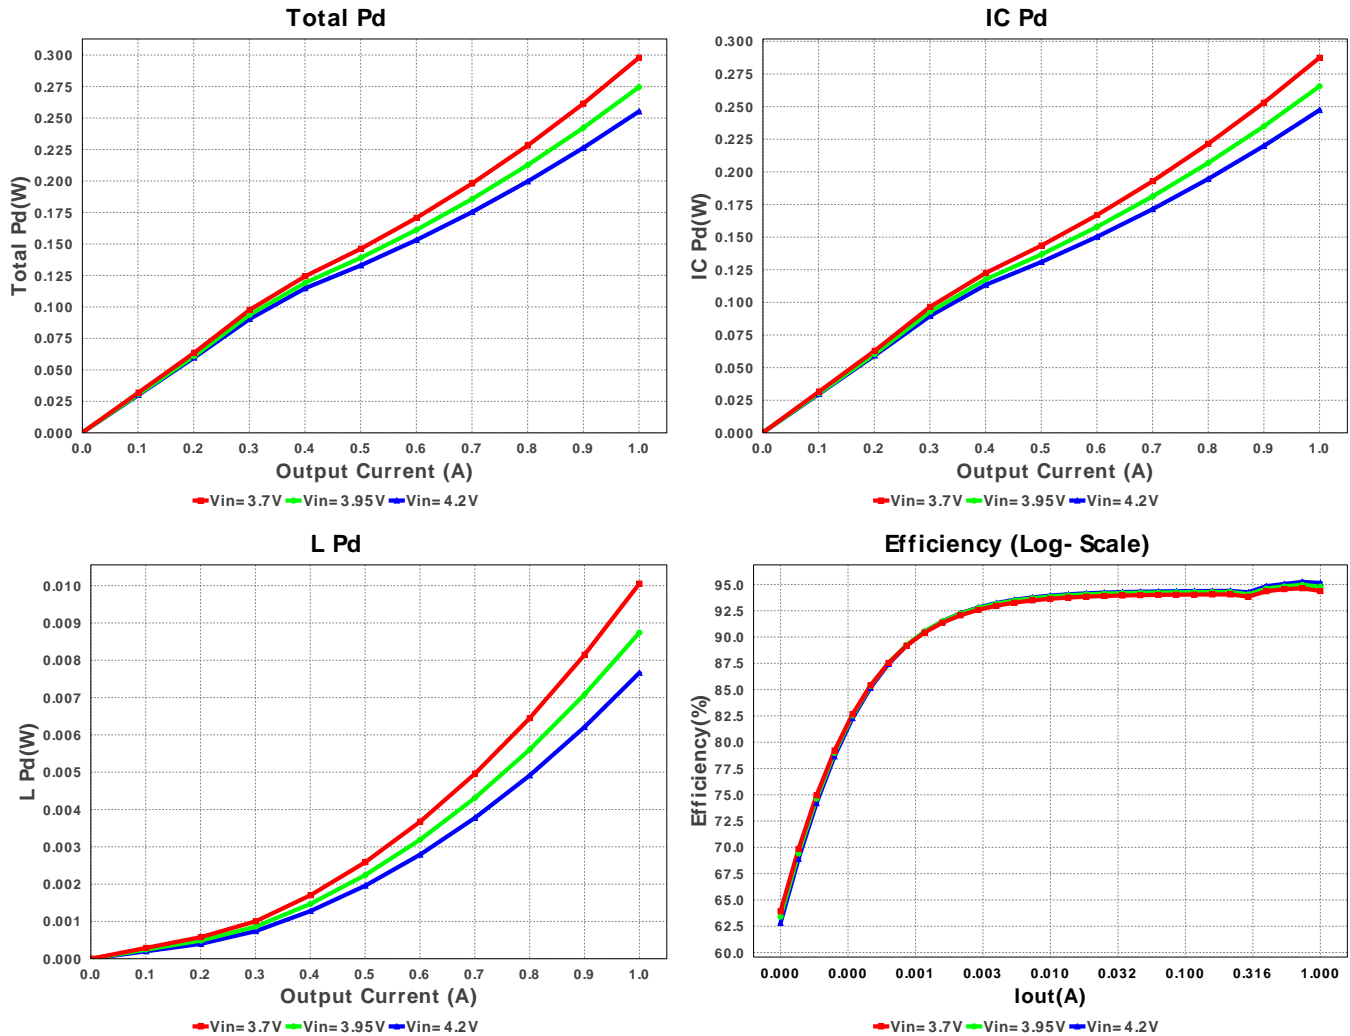 Total Pd
0.300
0.275
0.250
0.225
0.200
0.175
0.150
0.125
0.100
0.075
0.050
0.025
0.000
Total Pd(W)
0.0 0.1 0.2 0.3 0.4 0.5 0.6 0.7 0.8 0.9 1.0
Output Current (A)
Vin=3.7V Vin=3.95V Vin=4.2V
IC Pd
0.300
0.275
0.250
0.225
0.200
0.175
0.150
0.125
0.100
0.075
0.050
0.025
0.000
IC Pd(W)
0.0 0.1 0.2 0.3 0.4 0.5 0.6 0.7 0.8 0.9 1.0
Output Current (A)
Vin=3.7V Vin=3.95V Vin=4.2V
L Pd
0.010
0.009
0.008
0.007
0.006
0.005
0.004
0.003
0.002
0.001
0.000
L Pd(W)
0.0 0.1 0.2 0.3 0.4 0.5 0.6 0.7 0.8 0.9 1.0
Output Current (A)
Vin=3.7V Vin=3.95V Vin=4.2V
Efficiency (Log-Scale)
95.0
92.5
90.0
87.5
85.0
82.5
80.0
77.5
75.0
72.5
70.0
67.5
65.0
62.5
60.0
Efficiency(%)
0.000 0.000 0.001 0.003 0.010 0.032 0.100 0.316 1.000
Iout(A)
Vin=3.7V Vin=3.95V Vin=4.2V